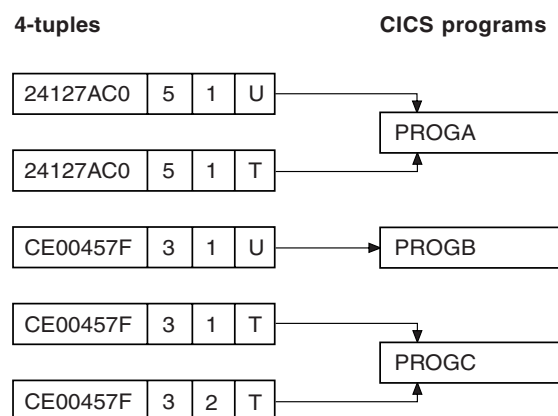 4-tuples CICS programs
24127AC0 5 1 U
PROGA
24127AC0 5 1 T
CE00457F 3 1 U PROGB
CE00457F 3 1 T
PROGC
CE00457F 3 2 T